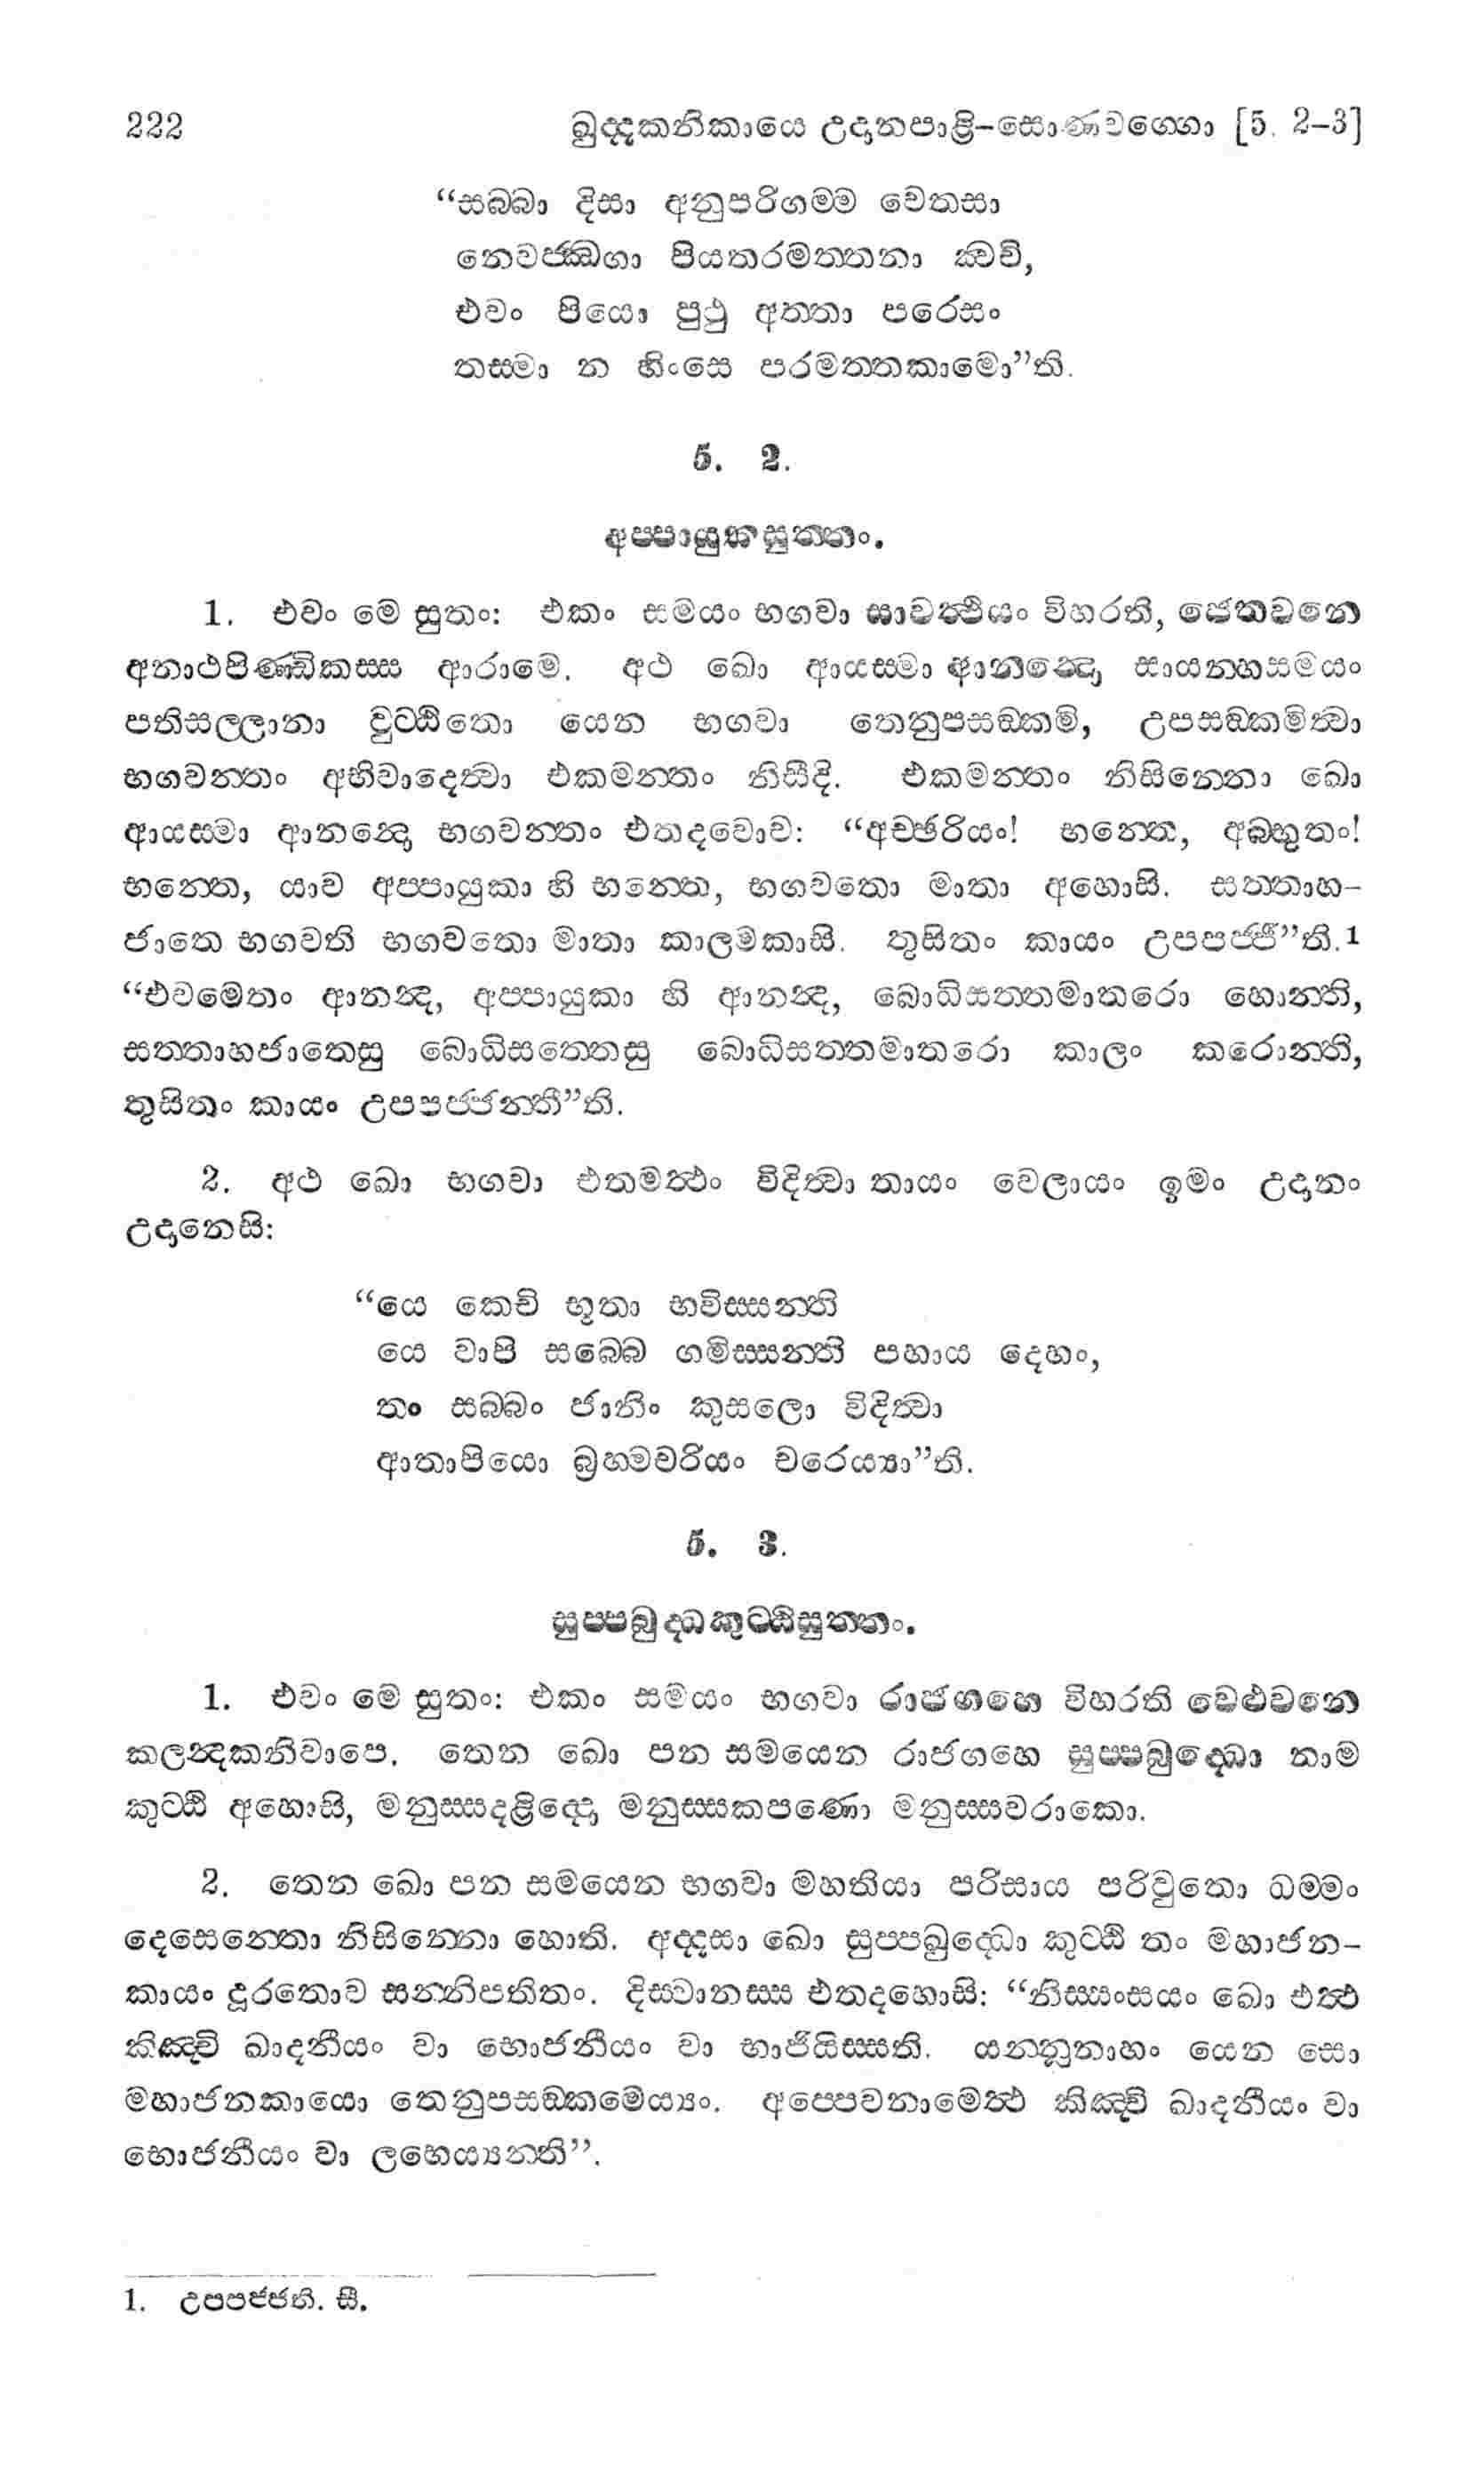 222 ඛුද්දකනිකායෙ උදානපාළි-සොණවග්ගො [5. 2-3]
“සබ්බා දිසා අනුපරිගම්ම චෙතසා
නෙවජ්ඣගා පියතරමත්තනා ක්වචි,
එවං පියො පුථු අත්තා පරෙසං
තස්මා න හිංසෙ පරමත්තකාමො”ති.
5. 2.
අප්පායුකසුත්තං.
1. එවං මෙ සුතං: එකං සමයං භගවා සාවත්ථියං විහරති, ජෙතවනෙ
අනාථපිණ්ඩිකස්ස ආරාමෙ. අථ ඛො ආයස්මා ආනන්දො සායන්හසමයං
පතිසල්ලානා වුට්ඨිතො යෙන භගවා තෙනුපසඞ්කමි, උපසඞ්කමිත්වා
භගවන්තං අභිවාදෙත්වා එකමන්තං නිසීදි. එකමන්තං නිසින්නො ඛො
ආයස්මා ආනන්දො භගවන්තං එතදවොච: “අච්ඡරියං! භන්තෙ, අබ්භුතං!
භන්තෙ, යාව අප්පායුකා හි භන්තෙ, භගවතො මාතා අහොසි. සත්තාහ-
ජාතෙ භගවති භගවතො මාතා කාලමකාසි. තුසිතං කායං උපපජ්ජී”ති.1
“එවමෙතං ආනන්ද, අප්පායුකා හි ආනන්ද, බොධිසත්තමාතරො හොන්ති,
සත්තාහජාතෙසු බොධිසත්තෙසු බොධිසත්තමාතරො කාලං කරොන්ති,
තුසිතං කායං උපපජ්ජන්තී”ති.
2. අථ ඛො භගවා එතමත්ථං විදිත්වා තායං වෙලායං ඉමං උදානං
උදානෙසි:
“යෙ කෙචි භූතා භවිස්සන්ති
යෙ වාපි සබ්බෙ ගමිස්සන්ති පහාය දෙහං,
තං සබ්බං ජානිං කුසලො විදිත්වා
ආතාපියො බ්‍රහ්මචරියං චරෙය්‍යා”ති.
5. 3.
සුප්පබුද්ධකුට්ඨිසුත්තං.
1. එවං මෙ සුතං: එකං සමයං භගවා රාජගහෙ විහරති වෙළුවනෙ
කලන්දකනිවාපෙ. තෙන ඛො පන සමයෙන රාජගහෙ සුප්පබුද්ධො නාම
කුට්ඨි අහොසි, මනුස්සදළිද්දො මනුස්සකපණො මනුස්සවරාකො.
2. තෙන ඛො පන සමයෙන භගවා මහතියා පරිසාය පරිවුතො ධම්මං
දෙසෙන්තො නිසින්නො හොති. අද්දසා ඛො සුප්පබුද්ධො කුට්ඨි තං මහාජන-
කායං දූරතොව සන්නිපතිතං. දිස්වානස්ස එතදහොසි: “නිස්සංසයං ඛො එත්ථ
කිඤ්චි ඛාදනීයං වා භොජනීයං වා භාජියිස්සති. යන්නූනාහං යෙන සො
මහාජනකායො තෙනුපසඞ්කමෙය්‍යං. අප්පෙවනාමෙත්ථ කිඤ්චි ඛාදනීයං වා
භොජනීයං වා ලභෙය්‍යන්ති”.
1. උපපජ්ජති. සී.